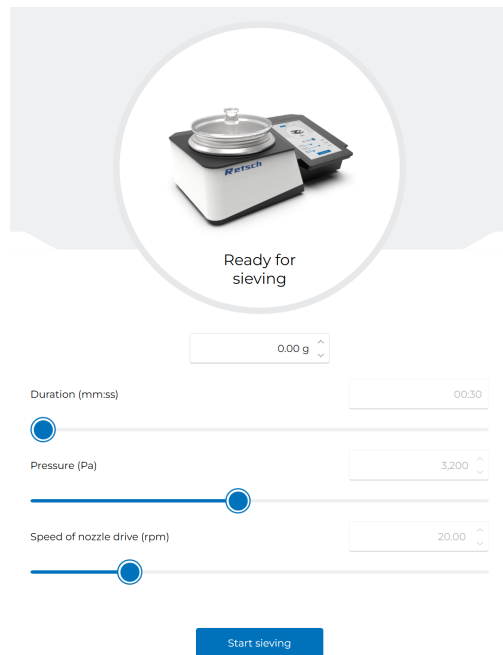 Retsch
Ready for
sieving
0.00 g
Duration (mm:ss)
00:30
Pressure (Pa)
3,200
Speed of nozzle drive (rpm)
20.00
Start sieving